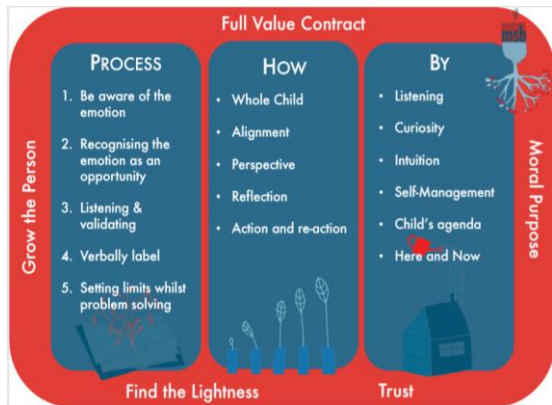 Full Value Contract
msb
Grow the Person
PROCESS
1. Be aware of the
emotion
2. Recognising the
emotion as an
opportunity
3. Listening &
validating
4. Verbally label
5. Setting limits whilst
problem solving
HOW
• Whole Child
• Alignment
• Perspective
• Reflection
• Action and re-action
BY
• Listening
• Curiosity
• Intuition
• Self-Management
• Child's agenda
• Here and Now
Moral Purpose
Find the Lightness
Trust